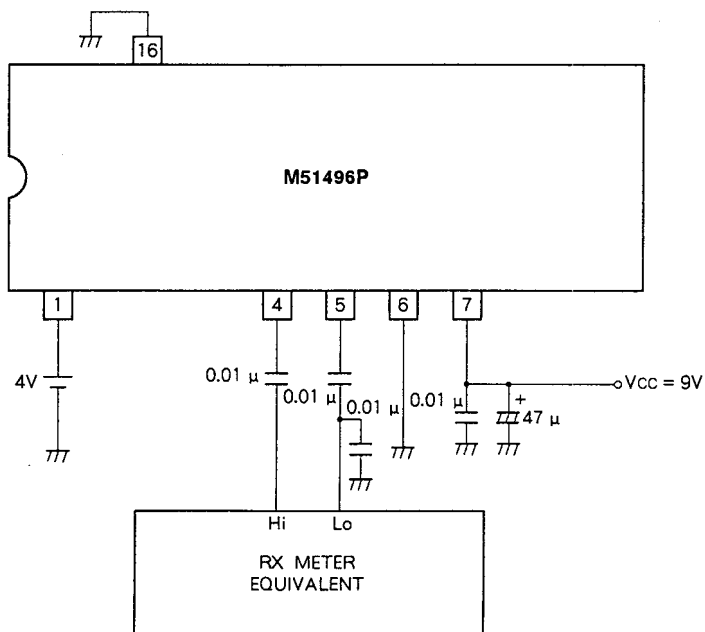 16
M51496P
1
4
5
6
7
4V
0.01 μ
0.01 μ
0.01 μ
0.01 μ
+
47 μ
VCC = 9V
Hi
Lo
RX METER
EQUIVALENT